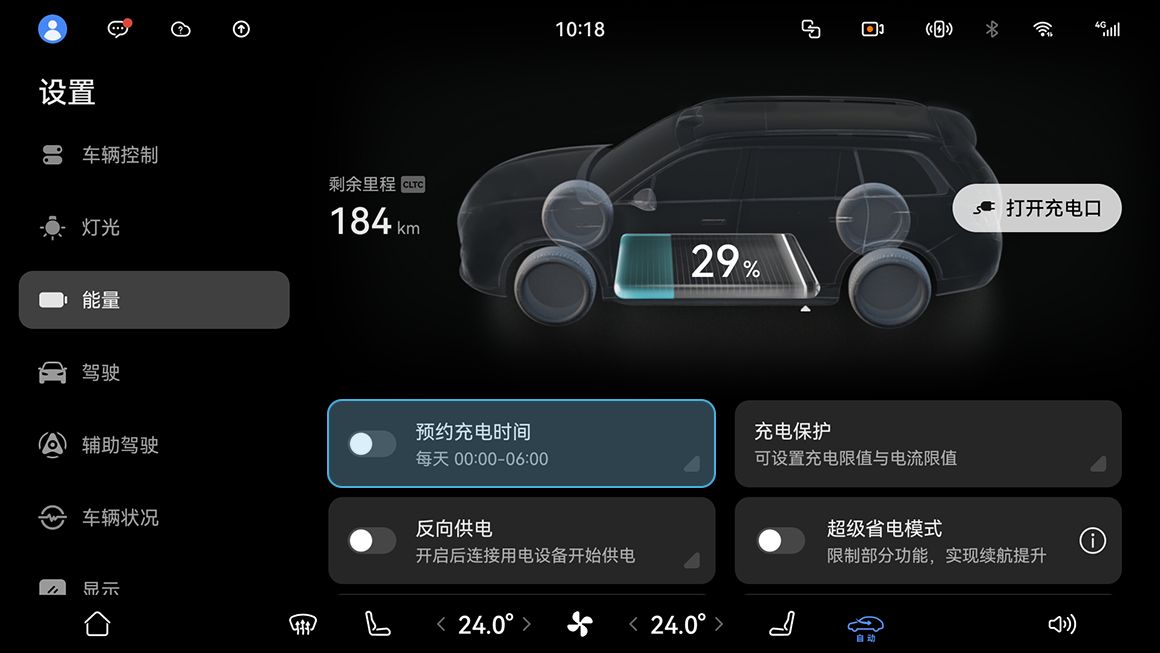 10:18
4G
设置
车辆控制
灯光
能量
驾驶
辅助驾驶
车辆状况
显示
剩余里程 CLTC
184 km
29%
打开充电口
预约充电时间
每天 00:00-06:00
充电保护
可设置充电限值与电流限值
反向供电
开启后连接用电设备开始供电
超级省电模式
限制部分功能，实现续航提升
24.0°
24.0°
自动